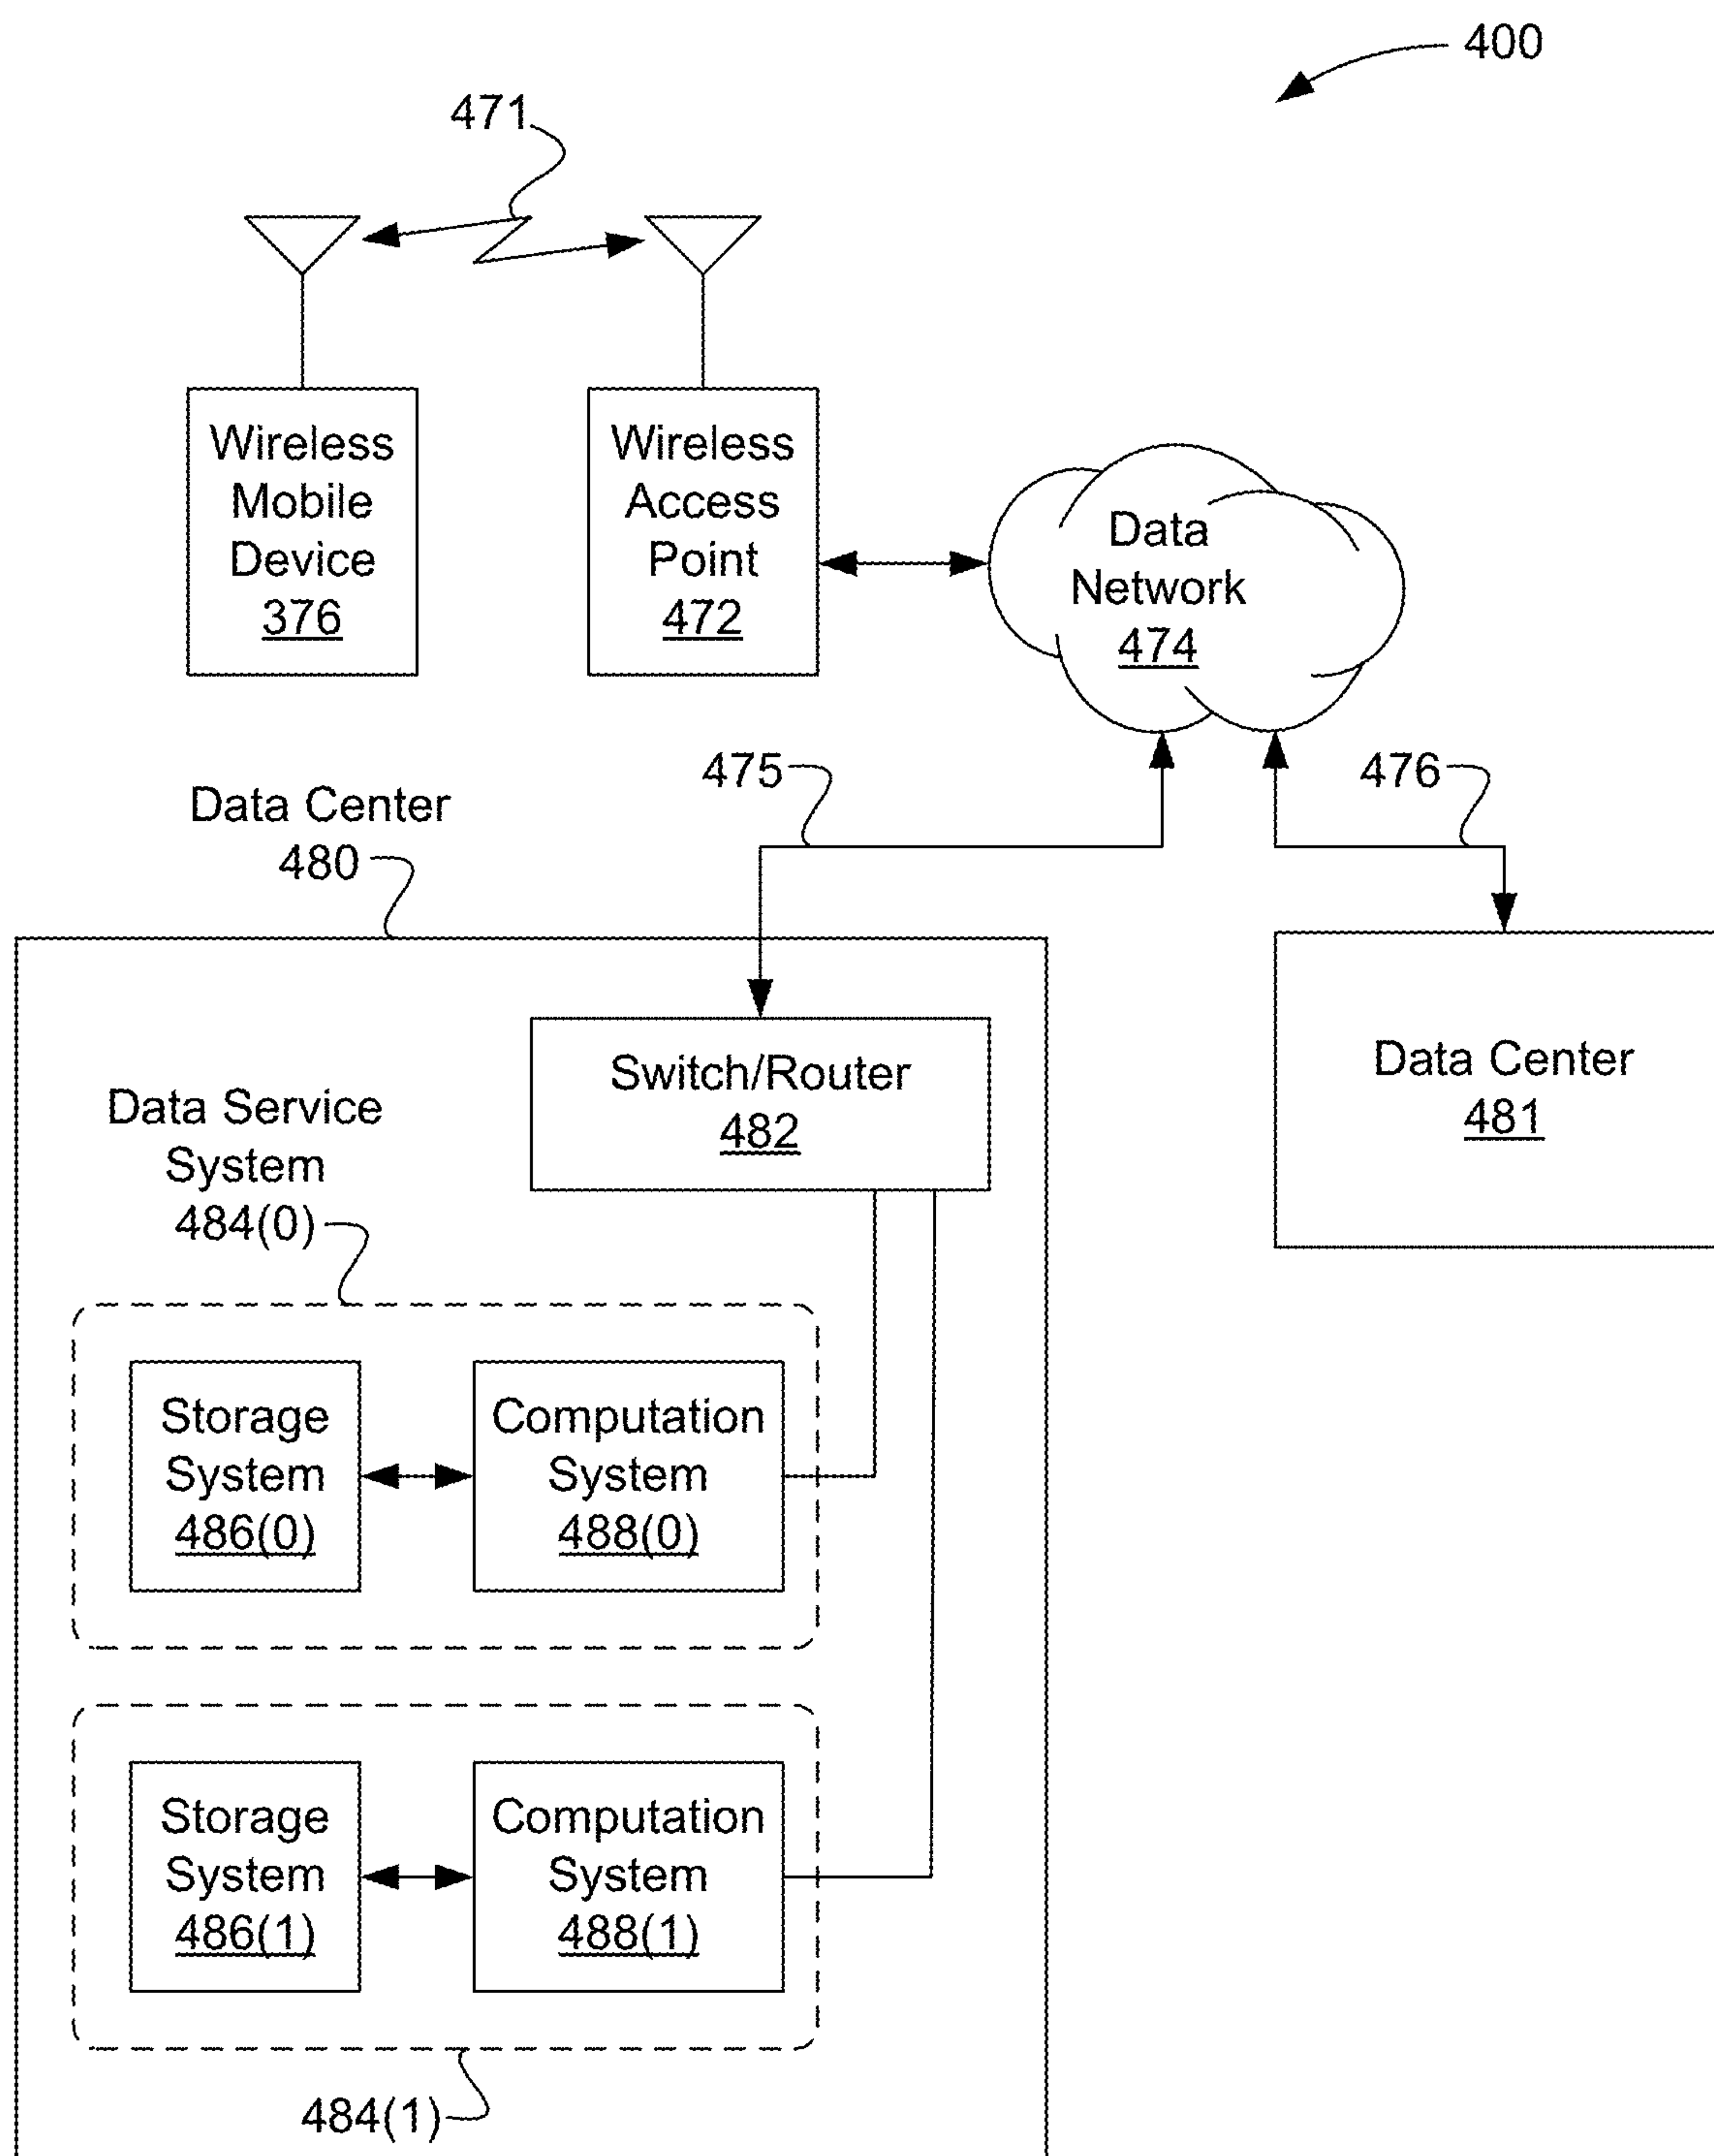 400
471
Wireless
Mobile
Device
376
Wireless
Access
Point
472
Data
Network
474
475
476
Data Center
480
Switch/Router
482
Data Center
481
Data Service
System
484(0)
Storage
System
486(0)
Computation
System
488(0)
Storage
System
486(1)
Computation
System
488(1)
484(1)